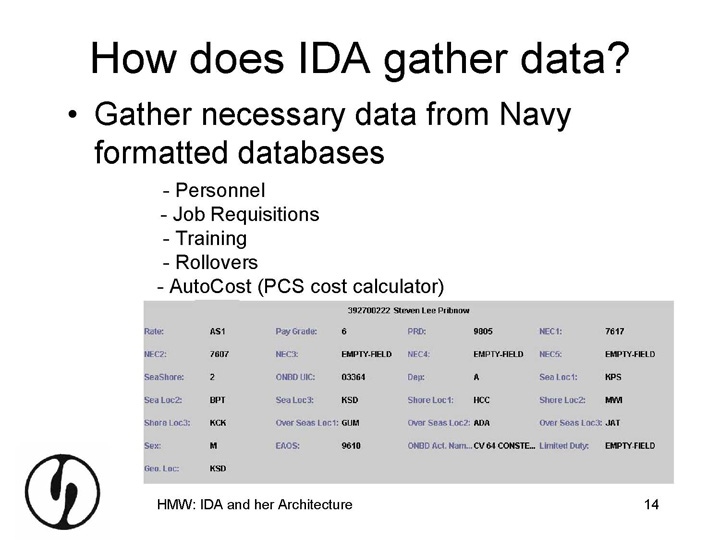 How does IDA gather data?
• Gather necessary data from Navy
formatted databases
- Personnel
- Job Requisitions
- Training
- Rollovers
- AutoCost (PCS cost calculator)
392700222 Steven Lee Pribnow
Rate: AS1 Pay Grade: 6 PRD: 9805 NEC1: 7617
NEC2: 7607 NEC3: EMPTY-FIELD NEC4: EMPTY-FIELD NEC5: EMPTY-FIELD
SeaShore: 2 ONBD UIC: 03364 Dep: A Sea Loc1: KPS
Sea Loc2: BPT Sea Loc3: KSD Shore Loc1: HCC Shore Loc2: MWI
Shore Loc3: KCK Over Seas Loc1: GUM Over Seas Loc2: ADA Over Seas Loc3: JAT
Sex: M EAOS: 9610 ONBD Act. Nam... CV 64 CONSTE... Limited Duty: EMPTY-FIELD
Geo. Loc: KSD
HMW: IDA and her Architecture 14